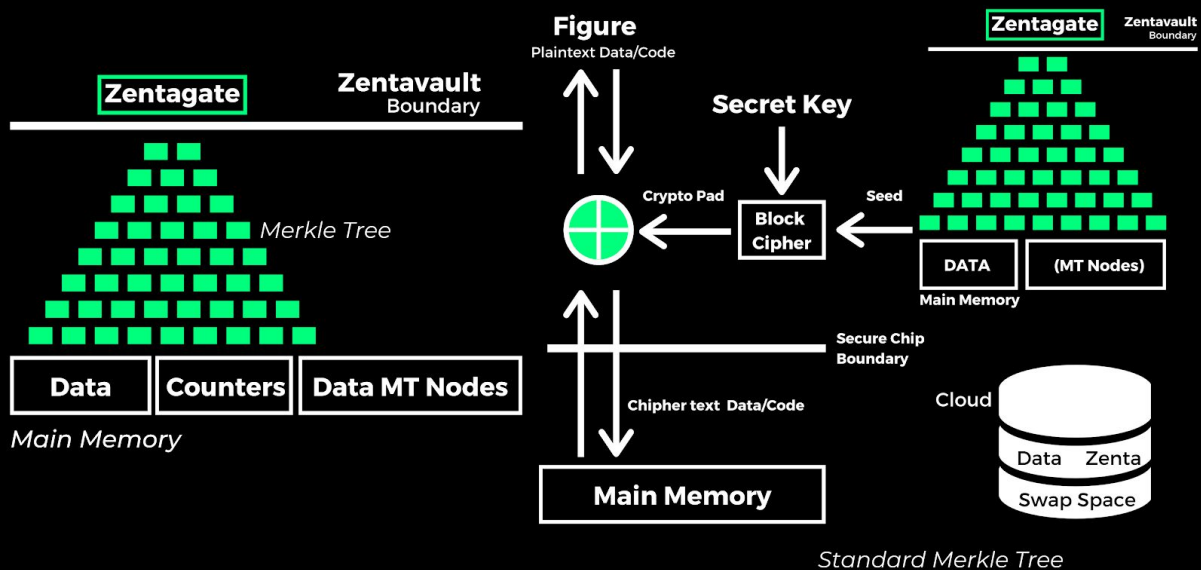 Zentagate
Zentavault
Boundary
Merkle Tree
Data
Counters
Data MT Nodes
Main Memory
Figure
Plaintext Data/Code
Secret Key
Crypto Pad
Block
Cipher
Seed
Secure Chip
Boundary
Chipher text Data/Code
Main Memory
Zentagate
Zentavault
Boundary
DATA
(MT Nodes)
Main Memory
Cloud
Data Zenta
Swap Space
Standard Merkle Tree